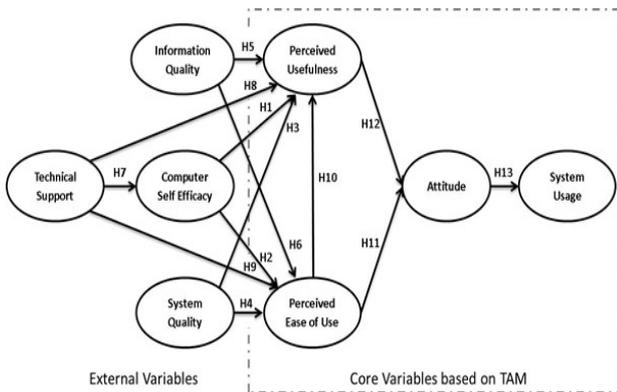 Information
Quality
H5
Perceived
Usefulness
H8
H1
H3
H12
Technical
Support
H7
Computer
Self Efficacy
H10
Attitude
H13
System
Usage
H6
H2
H9
H11
System
Quality
H4
Perceived
Ease of Use
External Variables
Core Variables based on TAM